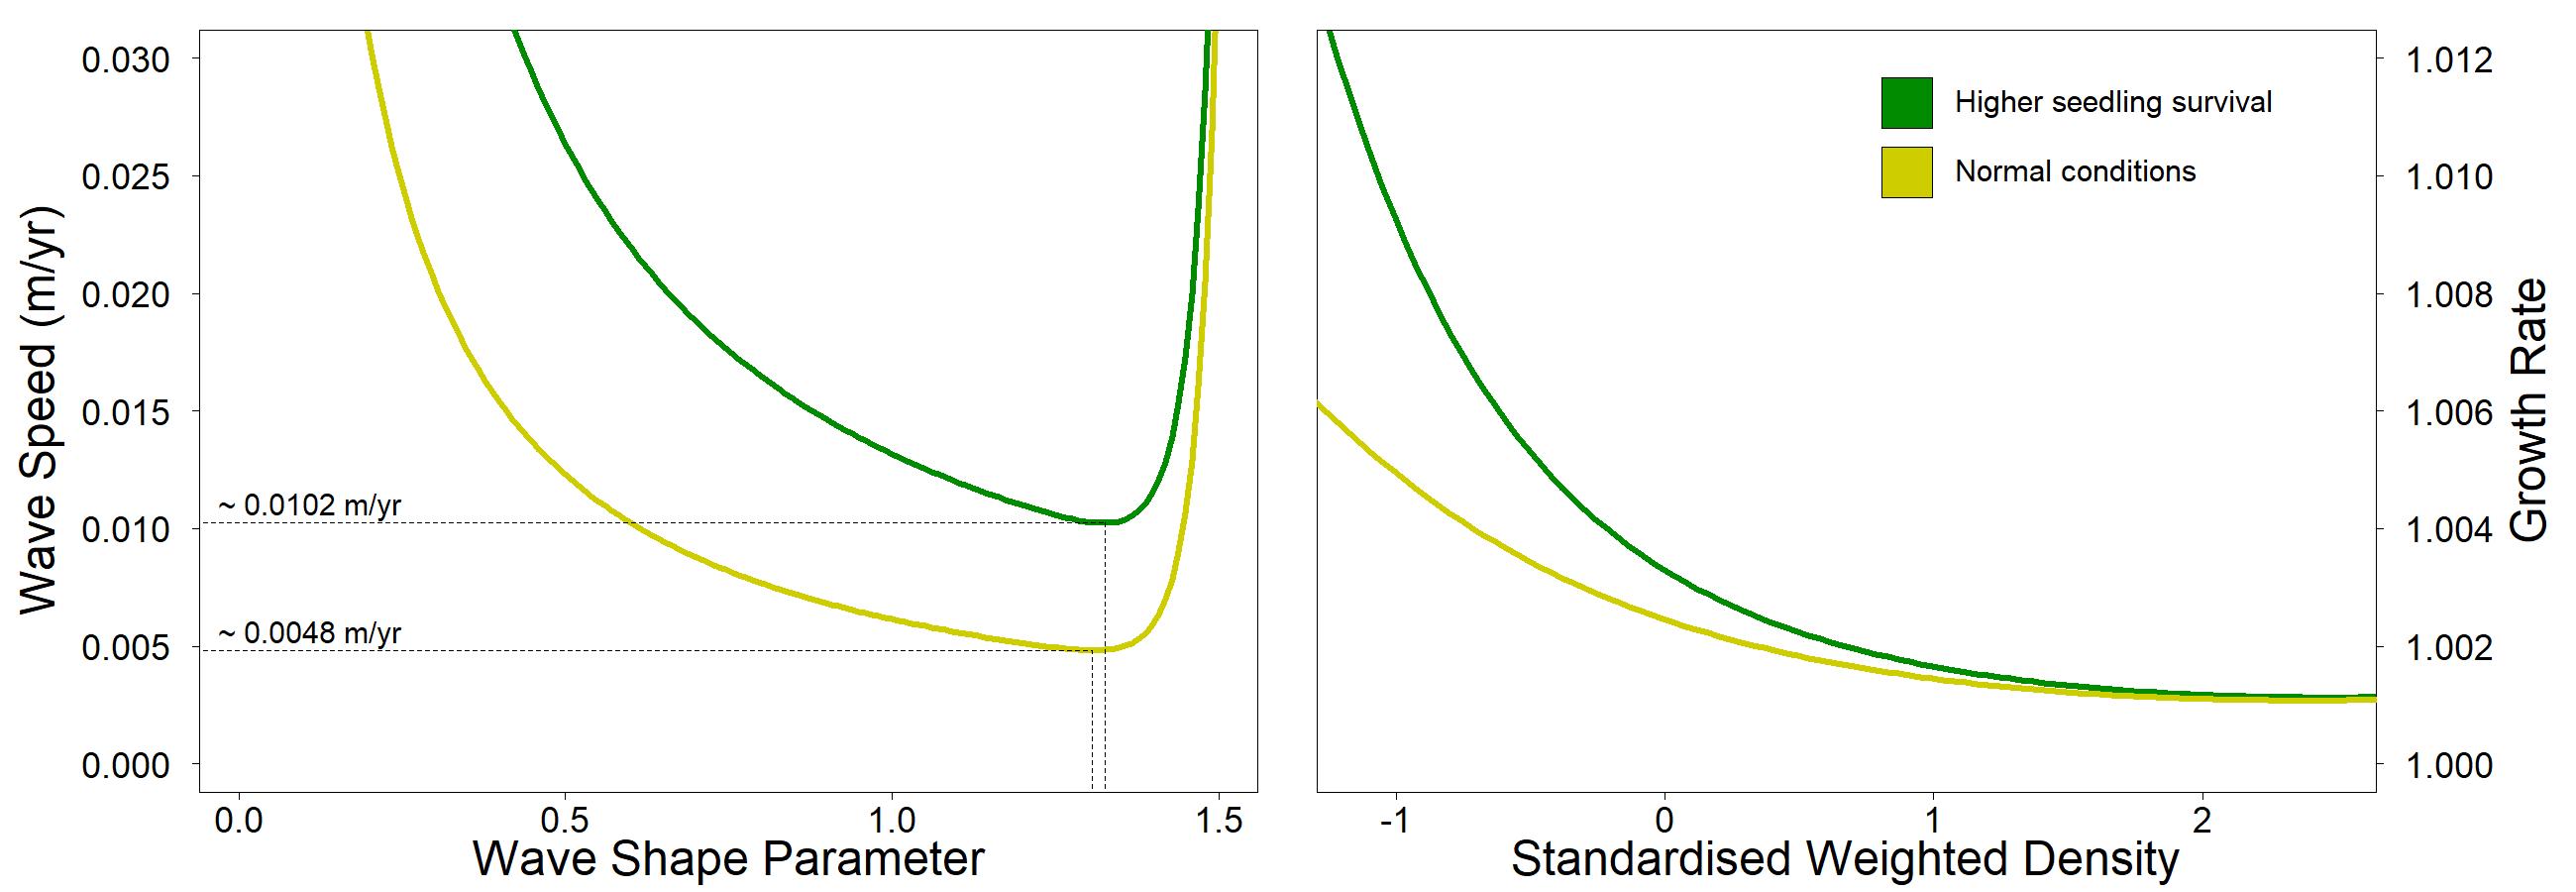 Wave Speed (m/yr)
0.030
0.025
0.020
0.015
0.010
0.005
0.000
~ 0.0102 m/yr
~ 0.0048 m/yr
0.0
0.5
1.0
1.5
Wave Shape Parameter
Higher seedling survival
Normal conditions
-1
0
1
2
Standardised Weighted Density
1.012
1.010
1.008
1.006
1.004
1.002
1.000
Growth Rate